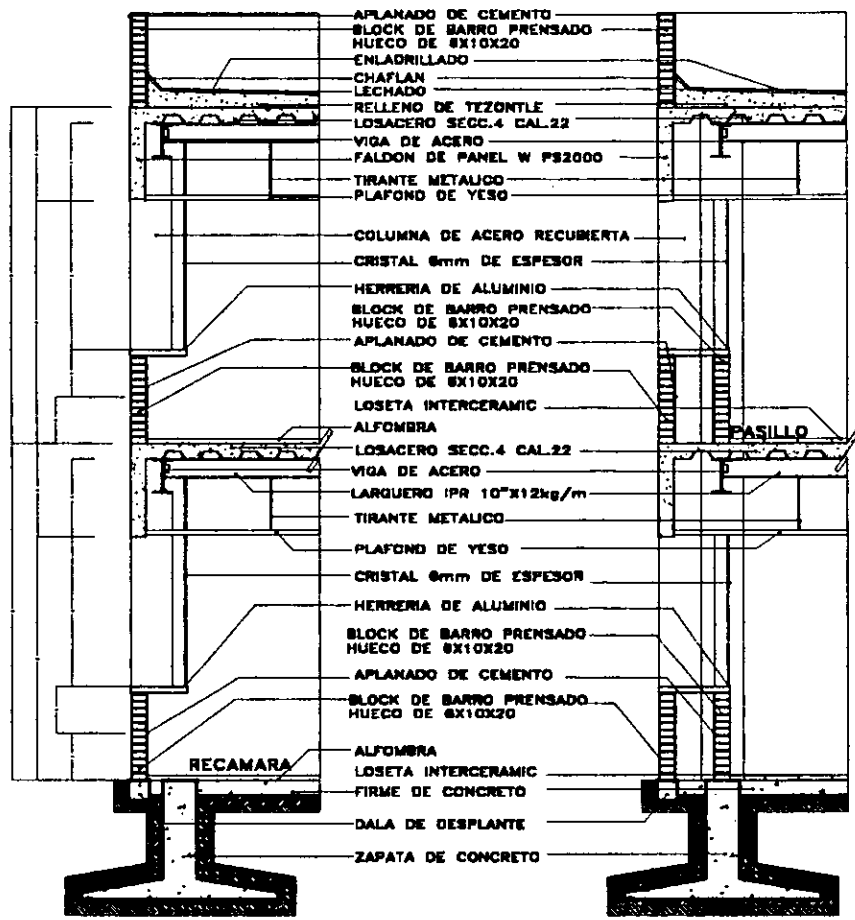 APLANADO DE CEMENTO
BLOCK DE BARRO PRENSADO
HUECO DE 6X10X20
ENLADRILLADO
CHAFLAN
LECHADO
RELLENO DE TEZONTLE
LOSACERO SECC.4 CAL.22
VIGA DE ACERO
FALDON DE PANEL W PS2000
TIRANTE METALICO
PLAFOND DE YESO
COLUMNA DE ACERO RECUBIERTA
CRISTAL 6mm DE ESPESOR
HERRERIA DE ALUMINIO
BLOCK DE BARRO PRENSADO
HUECO DE 6X10X20
APLANADO DE CEMENTO
BLOCK DE BARRO PRENSADO
HUECO DE 6X10X20
LOSETA INTERCERAMIC
ALFOMBRA
PASILLO
LOSACERO SECC.4 CAL.22
VIGA DE ACERO
LARGUERO IPR 10"X12kg/m
TIRANTE METALICO
PLAFOND DE YESO
CRISTAL 6mm DE ESPESOR
HERRERIA DE ALUMINIO
BLOCK DE BARRO PRENSADO
HUECO DE 6X10X20
APLANADO DE CEMENTO
BLOCK DE BARRO PRENSADO
HUECO DE 6X10X20
ALFOMBRA
RECAMARA
LOSETA INTERCERAMIC
FIRME DE CONCRETO
DALA DE DESPLANTE
ZAPATA DE CONCRETO